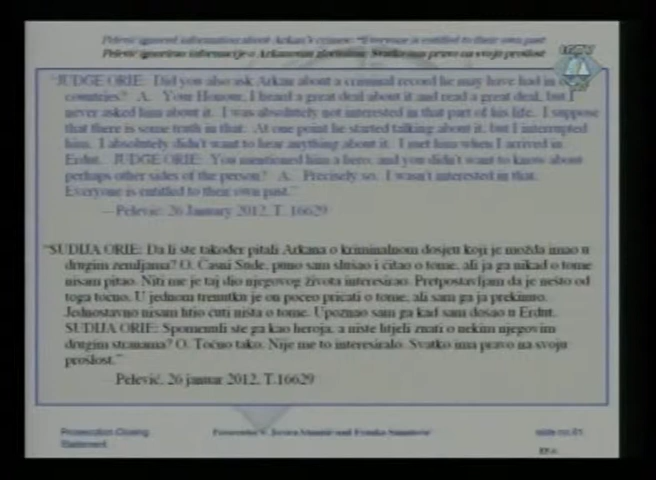 Pelević ignored information about Arkan's crimes: "Everyone is entitled to their own past
Pelević ignorirao informacije o Arkanovim zločinima: Svatko ima pravo na svoju prošlost
"JUDGE ORIE: Did you also ask Arkan about a criminal record he may have had in
countries? A. Your Honour, I heard a great deal about it and read a great deal, but I
never asked him about it. I was absolutely not interested in that part of his life. I suppose
that there is some truth in that. At one point he started talking about it, but I interrupted
him. I absolutely didn't want to hear anything about it. I met him when I arrived in
Erdut. JUDGE ORIE: You mentioned him a hero, and you didn't want to know about
perhaps other sides of the person? A. Precisely so. I wasn't interested in that.
Everyone is entitled to their own past."
—Pelevic, 26 January 2012, T. 16629
"SUDIJA ORIE: Da li ste također pitali Arkana o kriminalnom dosjeu koji je možda imao u
drugim zemljama? O. Časni Sude, puno sam slušao i čitao o tome, ali ja ga nikad o tome
nisam pitao. Niti me je taj dio njegovog života interesirao. Pretpostavljam da je nešto od
toga točno. U jednom trenutku je on počeo pričati o tome, ali sam ga ja prekinuo.
Jednostavno nisam htio čuti ništa o tome. Upoznao sam ga kad sam došao u Erdut.
SUDIJA ORIE: Spomenuli ste ga kao heroja, a niste htjeli znati o nekim njegovim
drugim stranama? O. Točno tako. Nije me to interesiralo. Svatko ima pravo na svoju
prošlost."
—Pelević, 26 januar 2012, T.16629
Prosecution Closing
Statement
Prosecutor v. Jovica Stanišić and Franko Simatović